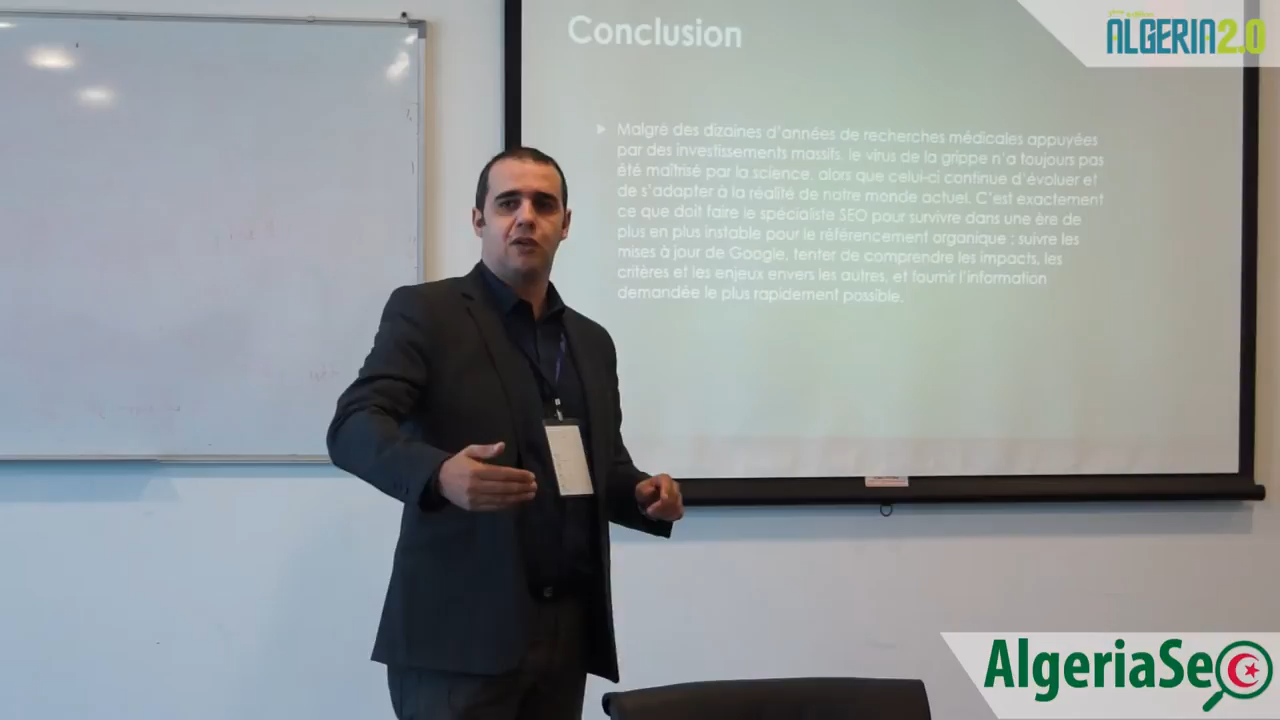 Conclusion
ALGERIA2.0
Malgré des dizaines d'années de recherches médicales appuyées
par des investissements massifs, le virus de la grippe n'a toujours pas
été maîtrisé par la science, alors que celui-ci continue d'évoluer et
de s'adapter à la réalité de notre monde actuel. C'est exactement
ce que doit faire le spécialiste SEO pour survivre dans une ère de
plus en plus instable pour le référencement organique : suivre les
mises à jour de Google, tenter de comprendre les impacts, les
critères et les enjeux envers les autres, et fournir l'information
demandée le plus rapidement possible.
AlgeriaSeo